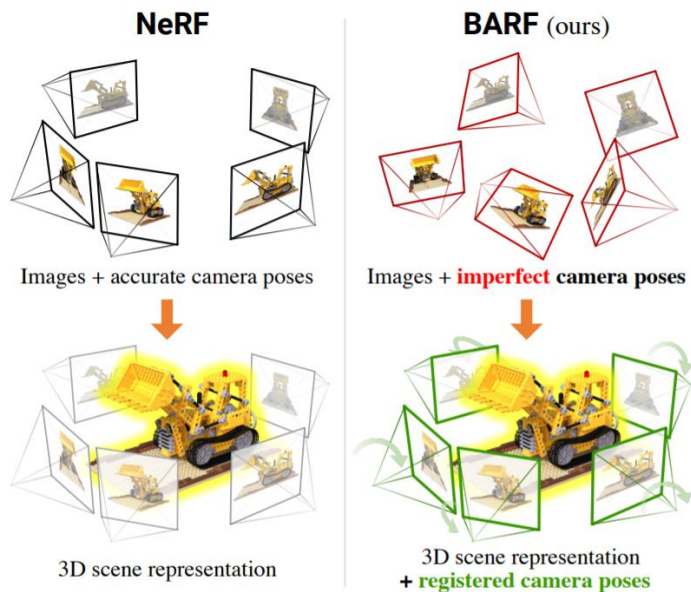 NeRF
Images + accurate camera poses
3D scene representation
BARF (ours)
Images + imperfect camera poses
3D scene representation
+ registered camera poses